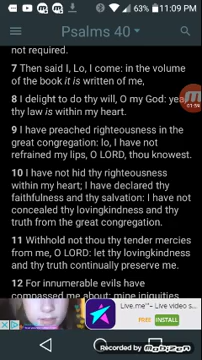 63% 11:09 PM
Psalms 40
not required.
7 Then said I, Lo, I come: in the volume
of the book it is written of me,
8 I delight to do thy will, O my God: yea,
thy law is within my heart.
9 I have preached righteousness in the
great congregation: lo, I have not
refrained my lips, O LORD, thou knowest.
10 I have not hid thy righteousness
within my heart; I have declared thy
faithfulness and thy salvation: I have
not concealed thy lovingkindness and thy
truth from the great congregation.
11 Withhold not thou thy tender mercies
from me, O LORD: let thy lovingkindness
and thy truth continually preserve me.
12 For innumerable evils have
compassed me about: mine iniquities
Live.me™– Live video s...
FREE INSTALL
Recorded by